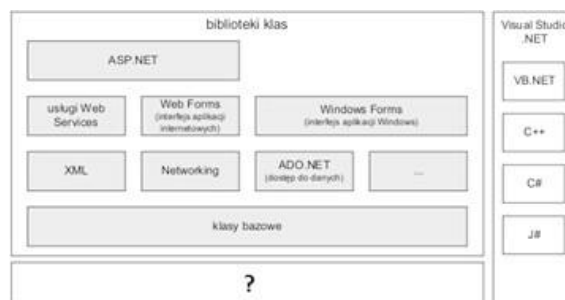 biblioteki klas
ASP.NET
usługi Web
Services
Web Forms
(interfejs aplikacji
internetowych)
Windows Forms
(interfejs aplikacji Windows)
XML
Networking
ADO.NET
(dostęp do danych)
...
klasy bazowe
?
Visual Studio
.NET
VB.NET
C++
C#
J#